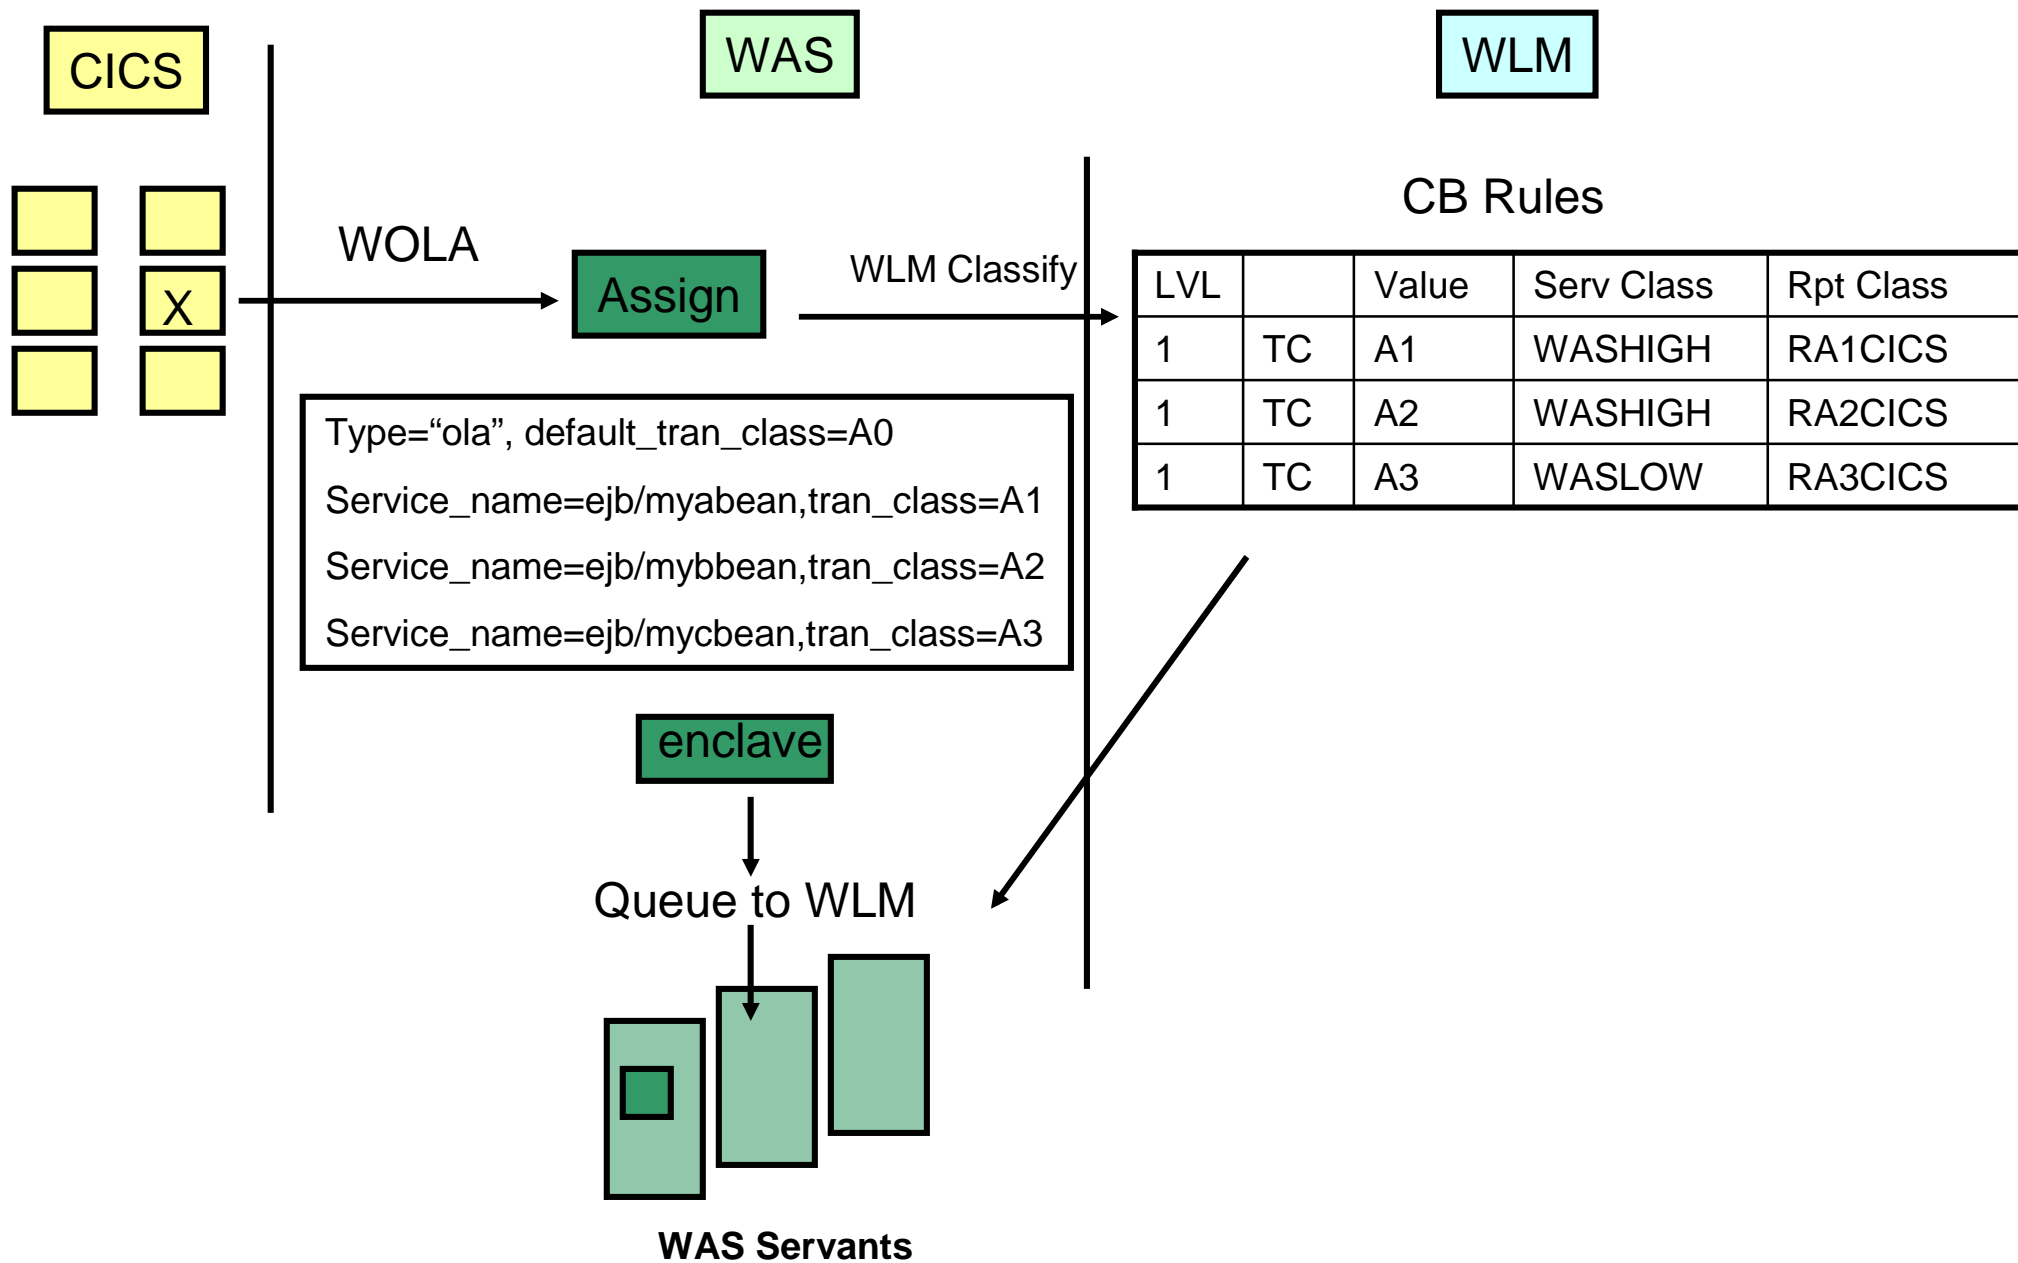 CICS
WAS
WLM
CB Rules
WOLA
X
Assign
WLM Classify
LVL Value Serv Class Rpt Class
1 TC A1 WASHIGH RA1CICS
1 TC A2 WASHIGH RA2CICS
1 TC A3 WASLOW RA3CICS
Type=“ola”, default_tran_class=A0
Service_name=ejb/myabean,tran_class=A1
Service_name=ejb/mybbean,tran_class=A2
Service_name=ejb/mycbean,tran_class=A3
enclave
Queue to WLM
WAS Servants